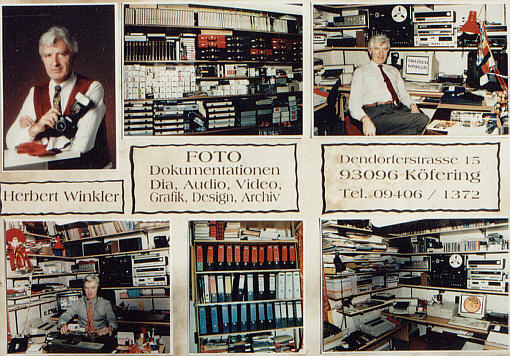 Herbert Winkler
FOTO
Dokumentationen
Dia, Audio, Video,
Grafik, Design, Archiv
Dendorferstrasse 15
93096 Köfering
Tel. 09406 / 1372